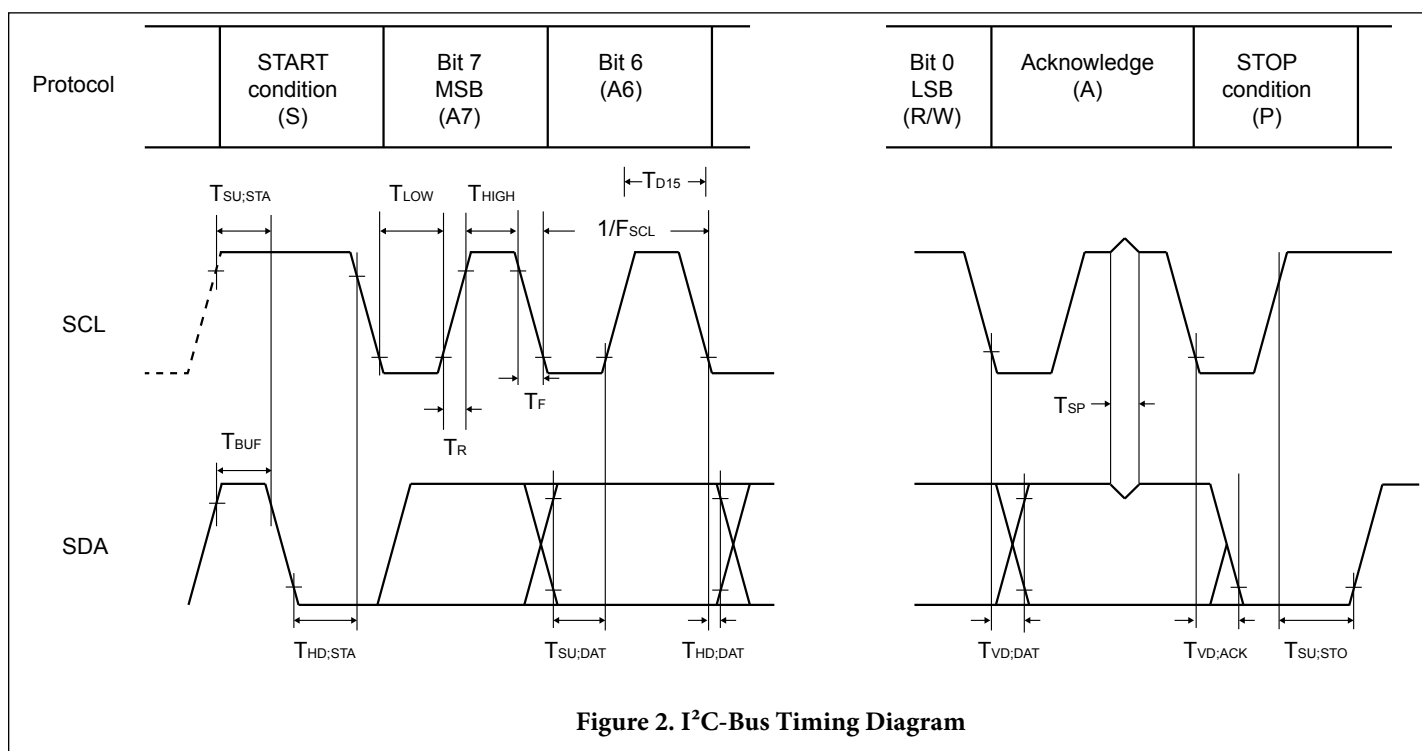 Protocol
START
condition
(S)
Bit 7
MSB
(A7)
Bit 6
(A6)
Bit 0
LSB
(R/W)
Acknowledge
(A)
STOP
condition
(P)
TSU;STA
TLOW
THIGH
TD15
1/FSCL
SCL
TF
TR
TSP
TBUF
SDA
THD;STA
TSU;DAT
THD;DAT
TVD;DAT
TVD;ACK
TSU;STO
Figure 2. I²C-Bus Timing Diagram